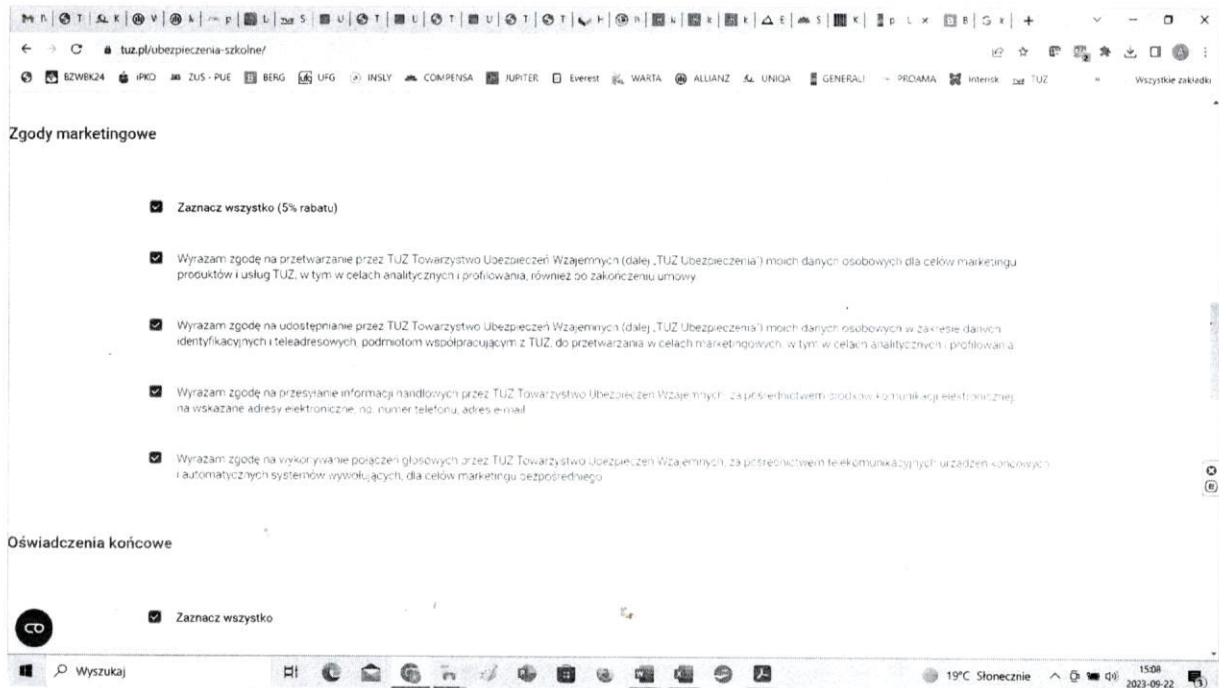 tuz.pl/ubezpieczenia-szkolne/
BZWBK24 iPKO ZUS - PUE BERG UFG INSLY COMPENSA JUPITER Everest WARTA ALLIANZ UNIQA GENERALI PROAMA Interisk TUZ » Wszystkie zakładki
Zgody marketingowe
Zaznacz wszystko (5% rabatu)
Wyrażam zgodę na przetwarzanie przez TUZ Towarzystwo Ubezpieczeń Wzajemnych (dalej „TUZ Ubezpieczenia”) moich danych osobowych dla celów marketingu
produktów i usług TUZ, w tym w celach analitycznych i profilowania, również po zakończeniu umowy
Wyrażam zgodę na udostępnianie przez TUZ Towarzystwo Ubezpieczeń Wzajemnych (dalej „TUZ Ubezpieczenia”) moich danych osobowych w zakresie danych
identyfikacyjnych i teleadresowych, podmiotom współpracującym z TUZ, do przetwarzania w celach marketingowych, w tym w celach analitycznych i profilowania
Wyrażam zgodę na przesyłanie informacji handlowych przez TUZ Towarzystwo Ubezpieczeń Wzajemnych, za pośrednictwem środków komunikacji elektronicznej
na wskazane adresy elektroniczne, np. numer telefonu, adres e-mail
Wyrażam zgodę na wykonywanie połączeń głosowych przez TUZ Towarzystwo Ubezpieczeń Wzajemnych, za pośrednictwem telekomunikacyjnych urządzeń końcowych
i automatycznych systemów wywołujących, dla celów marketingu bezpośredniego
Oświadczenia końcowe
Zaznacz wszystko
Wyszukaj
19°C Słonecznie
15:08
2023-09-22